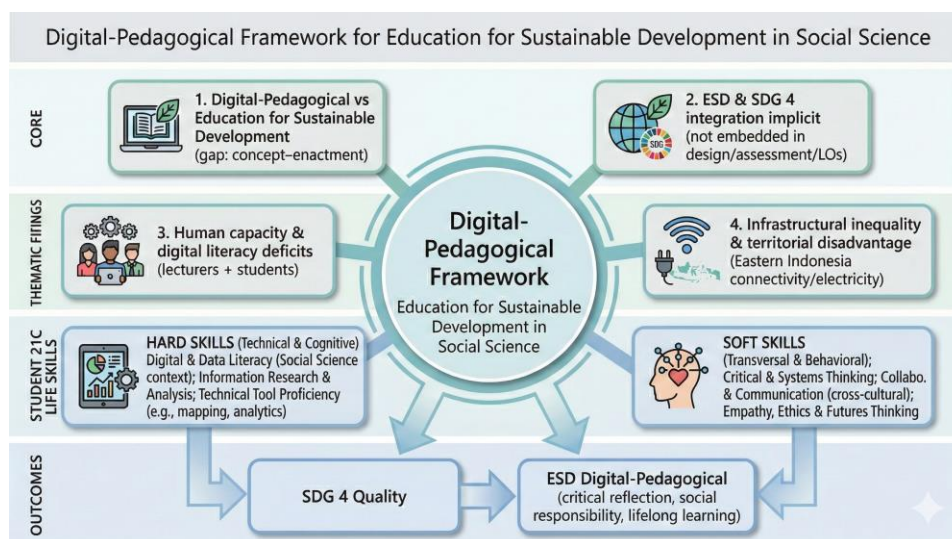 Digital-Pedagogical Framework for Education for Sustainable Development in Social Science
CORE
1. Digital-Pedagogical vs
Education for Sustainable
Development
(gap: concept–enactment)
2. ESD & SDG 4
integration implicit
(not embedded in
design/assessment/LOs)
SDG
THEMATIC FIFINGS
3. Human capacity &
digital literacy deficits
(lecturers + students)
Digital-
Pedagogical
Framework
Education for Sustainable
Development in
Social Science
4. Infrastructural inequality
& territorial disadvantage
(Eastern Indonesia
connectivity/electricity)
STUDENT 21C
LIFE SKILLS
HARD SKILLS (Technical & Cognitive)
Digital & Data Literacy (Social Science
context); Information Research &
Analysis; Technical Tool Proficiency
(e.g., mapping, analytics)
SOFT SKILLS
(Transversal & Behavioral);
Critical & Systems Thinking; Collabo.
& Communication (cross-cultural);
Empathy, Ethics & Futures Thinking
OUTCOMES
SDG 4 Quality
ESD Digital-Pedagogical
(critical reflection, social
responsibility, lifelong learning)